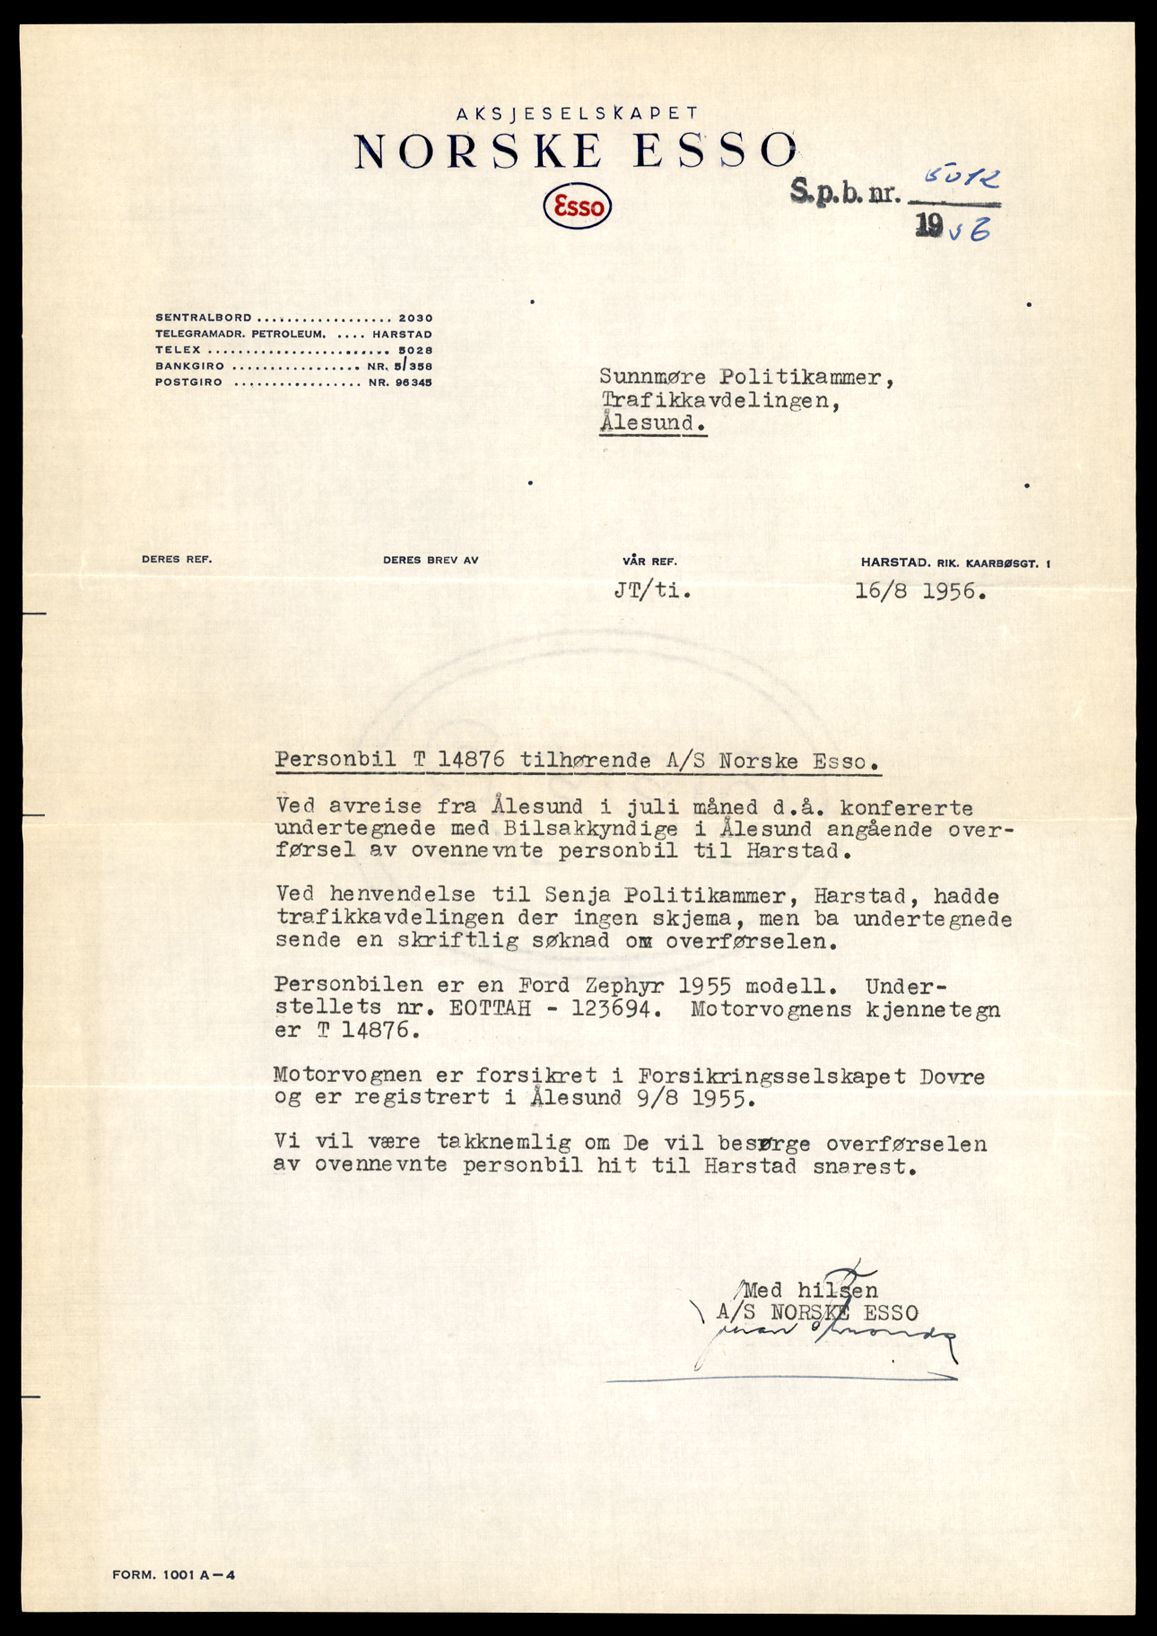 AKSJESELSKAPET
NORSKE ESSO
Esso
S.p.b. nr. 5012
1956
SENTRALBORD .................. 2030
TELEGRAMADR. PETROLEUM. .... HARSTAD
TELEX ........................ 5028
BANKGIRO ................. NR. 5/358
POSTGIRO ................. NR. 96345
Sunnmøre Politikammer,
Trafikkavdelingen,
Ålesund.
DERES REF. DERES BREV AV VÅR REF. HARSTAD. RIK. KAARBØSGT. 1
JT/ti. 16/8 1956.
Personbil T 14876 tilhørende A/S Norske Esso.
Ved avreise fra Ålesund i juli måned d.å. konfererte
undertegnede med Bilsakkyndige i Ålesund angående over-
førsel av ovennevnte personbil til Harstad.
Ved henvendelse til Senja Politikammer, Harstad, hadde
trafikkavdelingen der ingen skjema, men ba undertegnede
sende en skriftlig søknad om overførselen.
Personbilen er en Ford Zephyr 1955 modell. Under-
stellets nr. EOTTAH - 123694. Motorvognens kjennetegn
er T 14876.
Motorvognen er forsikret i Forsikringsselskapet Dovre
og er registrert i Ålesund 9/8 1955.
Vi vil være takknemlig om De vil besørge overførselen
av ovennevnte personbil hit til Harstad snarest.
Med hilsen
A/S NORSKE ESSO
FORM. 1001 A—4